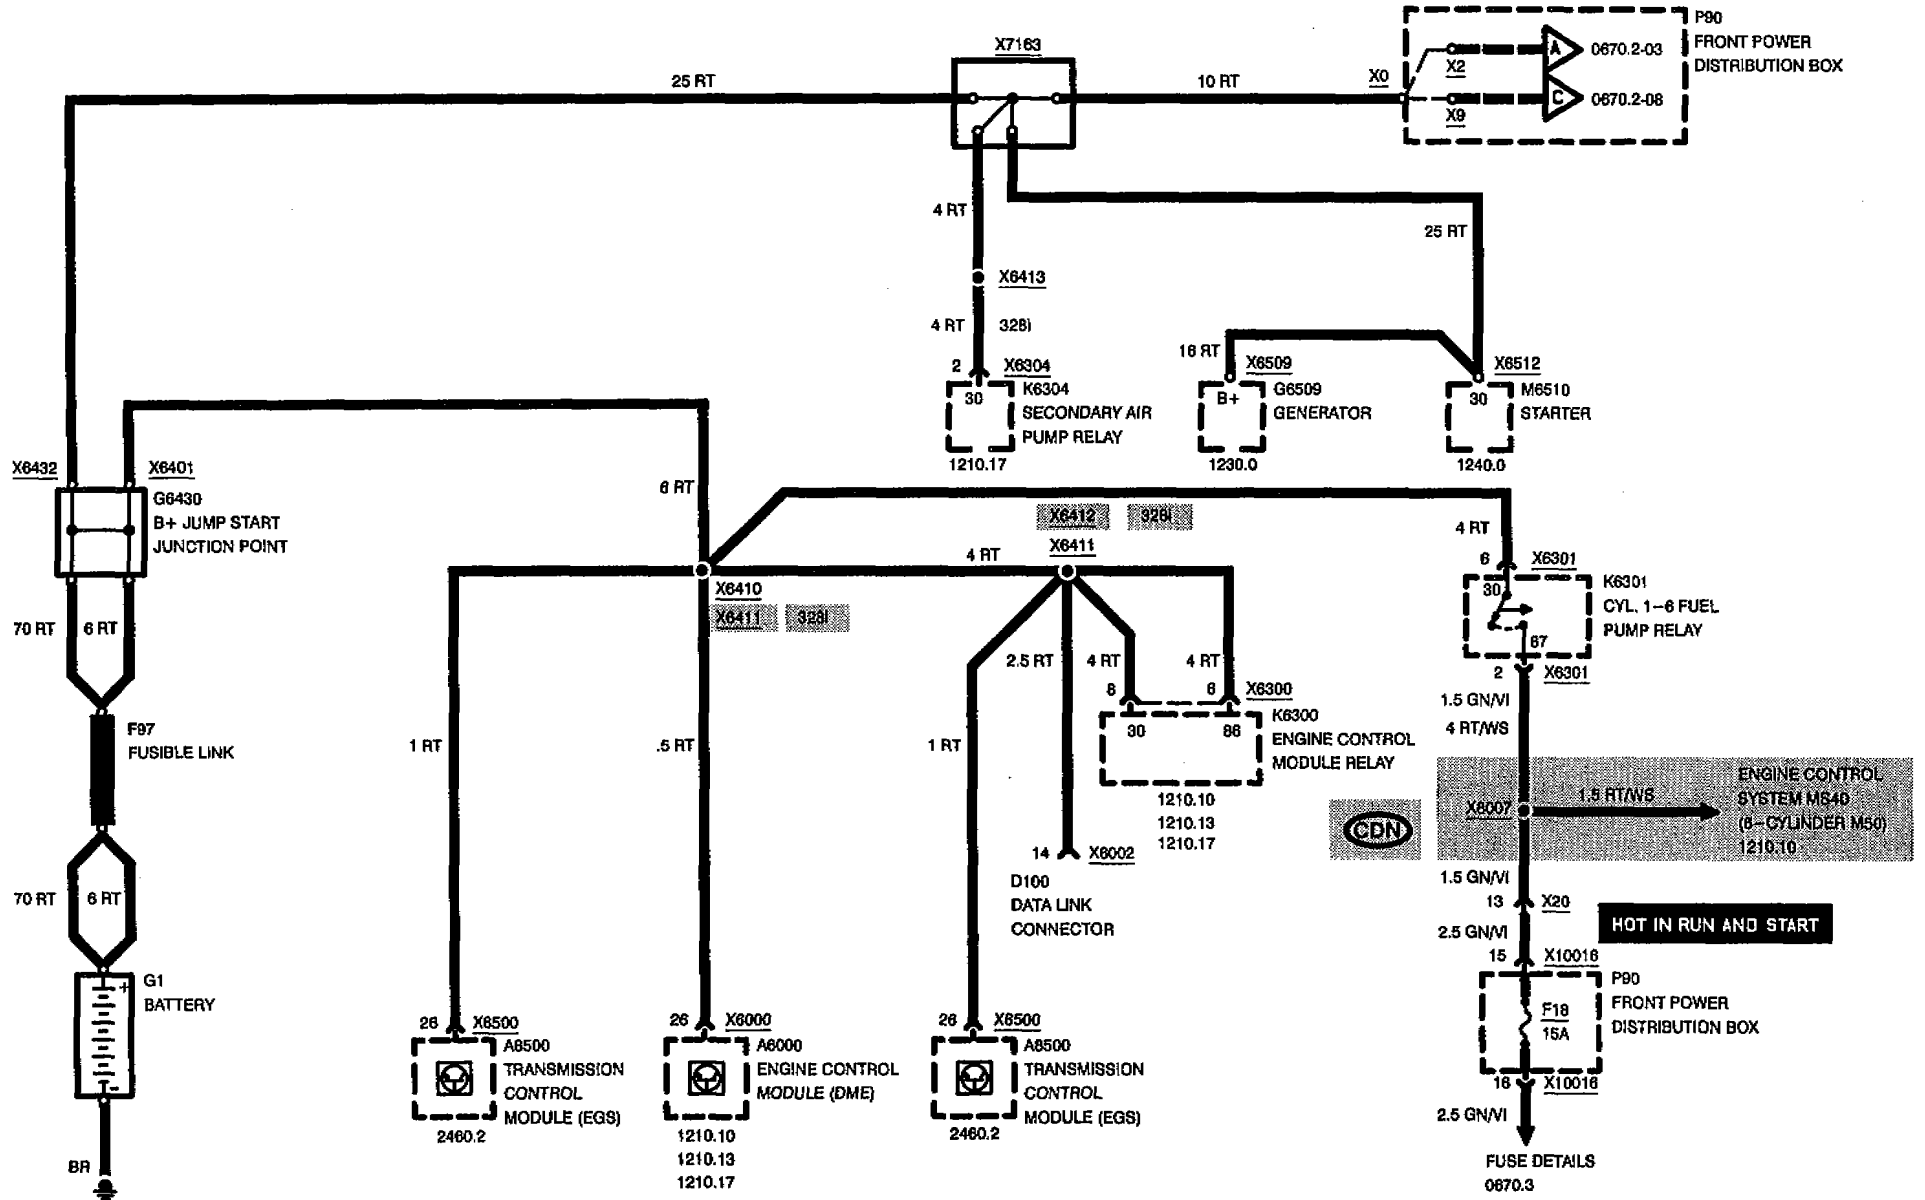 X7163
P90
FRONT POWER
DISTRIBUTION BOX
A
0670.2-03
X2
X0
C
0670.2-08
X9
25 RT
10 RT
4 RT
25 RT
X6413
4 RT
328i
16 RT
2
X6304
X6509
X6512
30
K6304
SECONDARY AIR
PUMP RELAY
1210.17
B+
G6509
GENERATOR
1230.0
30
M6510
STARTER
1240.0
X6432
X6401
G6430
B+ JUMP START
JUNCTION POINT
6 RT
X6412
328i
4 RT
X6411
4 RT
6
X6301
X6410
X6411
328i
30
87
K6301
CYL. 1-6 FUEL
PUMP RELAY
2
X6301
70 RT
6 RT
2.5 RT
4 RT
4 RT
8
6
X6300
30
86
K6300
ENGINE CONTROL
MODULE RELAY
1210.10
1210.13
1210.17
1.5 GN/VI
4 RT/WS
F97
FUSIBLE LINK
1 RT
.5 RT
1 RT
CDN
X8007
1.5 RT/WS
ENGINE CONTROL
SYSTEM MS40
(6-CYLINDER M50)
1210.10
14
X6002
D100
DATA LINK
CONNECTOR
70 RT
6 RT
1.5 GN/VI
13
X20
2.5 GN/VI
15
X10016
HOT IN RUN AND START
P90
FRONT POWER
DISTRIBUTION BOX
F18
15A
16
X10016
2.5 GN/VI
FUSE DETAILS
0670.3
G1
BATTERY
+
-
BR
26
X6500
A8500
TRANSMISSION
CONTROL
MODULE (EGS)
2460.2
26
X6000
A6000
ENGINE CONTROL
MODULE (DME)
1210.10
1210.13
1210.17
26
X6500
A8500
TRANSMISSION
CONTROL
MODULE (EGS)
2460.2